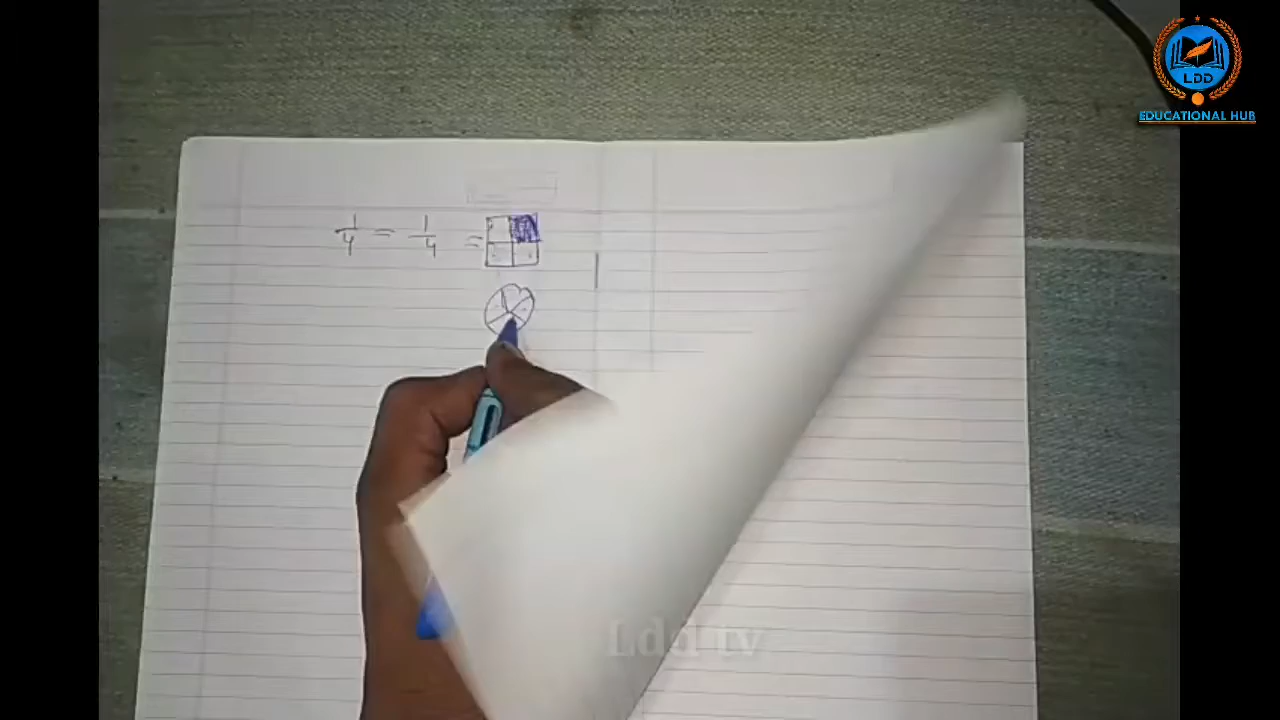 LDD
EDUCATIONAL HUB
1/4 = 1/4 =
Ldd tv